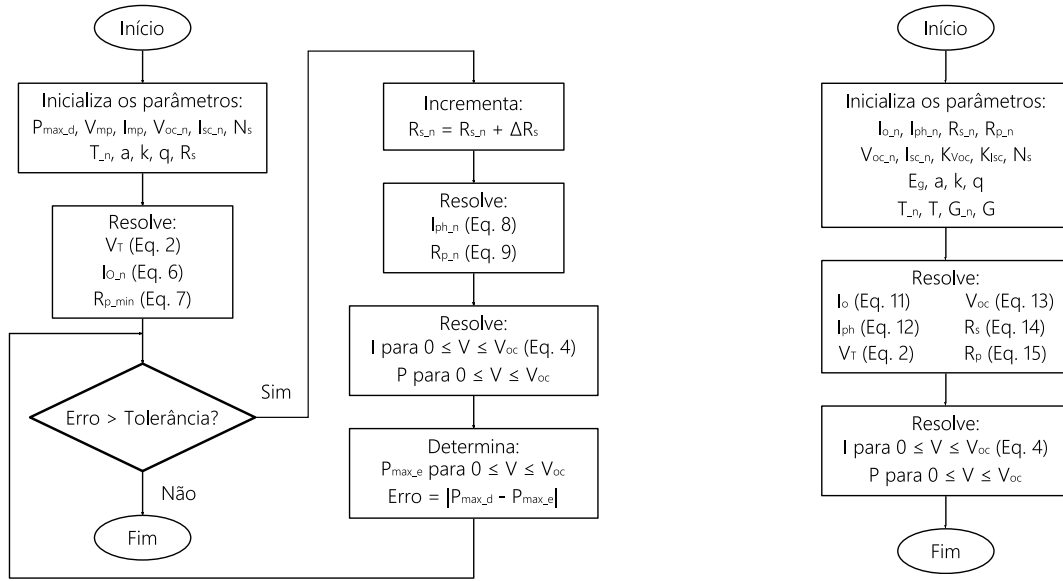 Início
Inicializa os parâmetros:
Pmax_d, Vmp, Imp, Voc_n, Isc_n, Ns
T_n, a, k, q, Rs
Resolve:
VT (Eq. 2)
Io_n (Eq. 6)
Rp_min (Eq. 7)
Erro > Tolerância?
Sim
Não
Fim
Incrementa:
Rs_n = Rs_n + ΔRs
Resolve:
Iph_n (Eq. 8)
Rp_n (Eq. 9)
Resolve:
I para 0 ≤ V ≤ Voc (Eq. 4)
P para 0 ≤ V ≤ Voc
Determina:
Pmax_e para 0 ≤ V ≤ Voc
Erro = |Pmax_d - Pmax_e|
Início
Inicializa os parâmetros:
Io_n, Iph_n, Rs_n, Rp_n
Voc_n, Isc_n, KVoc, KIsc, Ns
Eg, a, k, q
T_n, T, G_n, G
Resolve:
Io (Eq. 11) Voc (Eq. 13)
Iph (Eq. 12) Rs (Eq. 14)
VT (Eq. 2) Rp (Eq. 15)
Resolve:
I para 0 ≤ V ≤ Voc (Eq. 4)
P para 0 ≤ V ≤ Voc
Fim